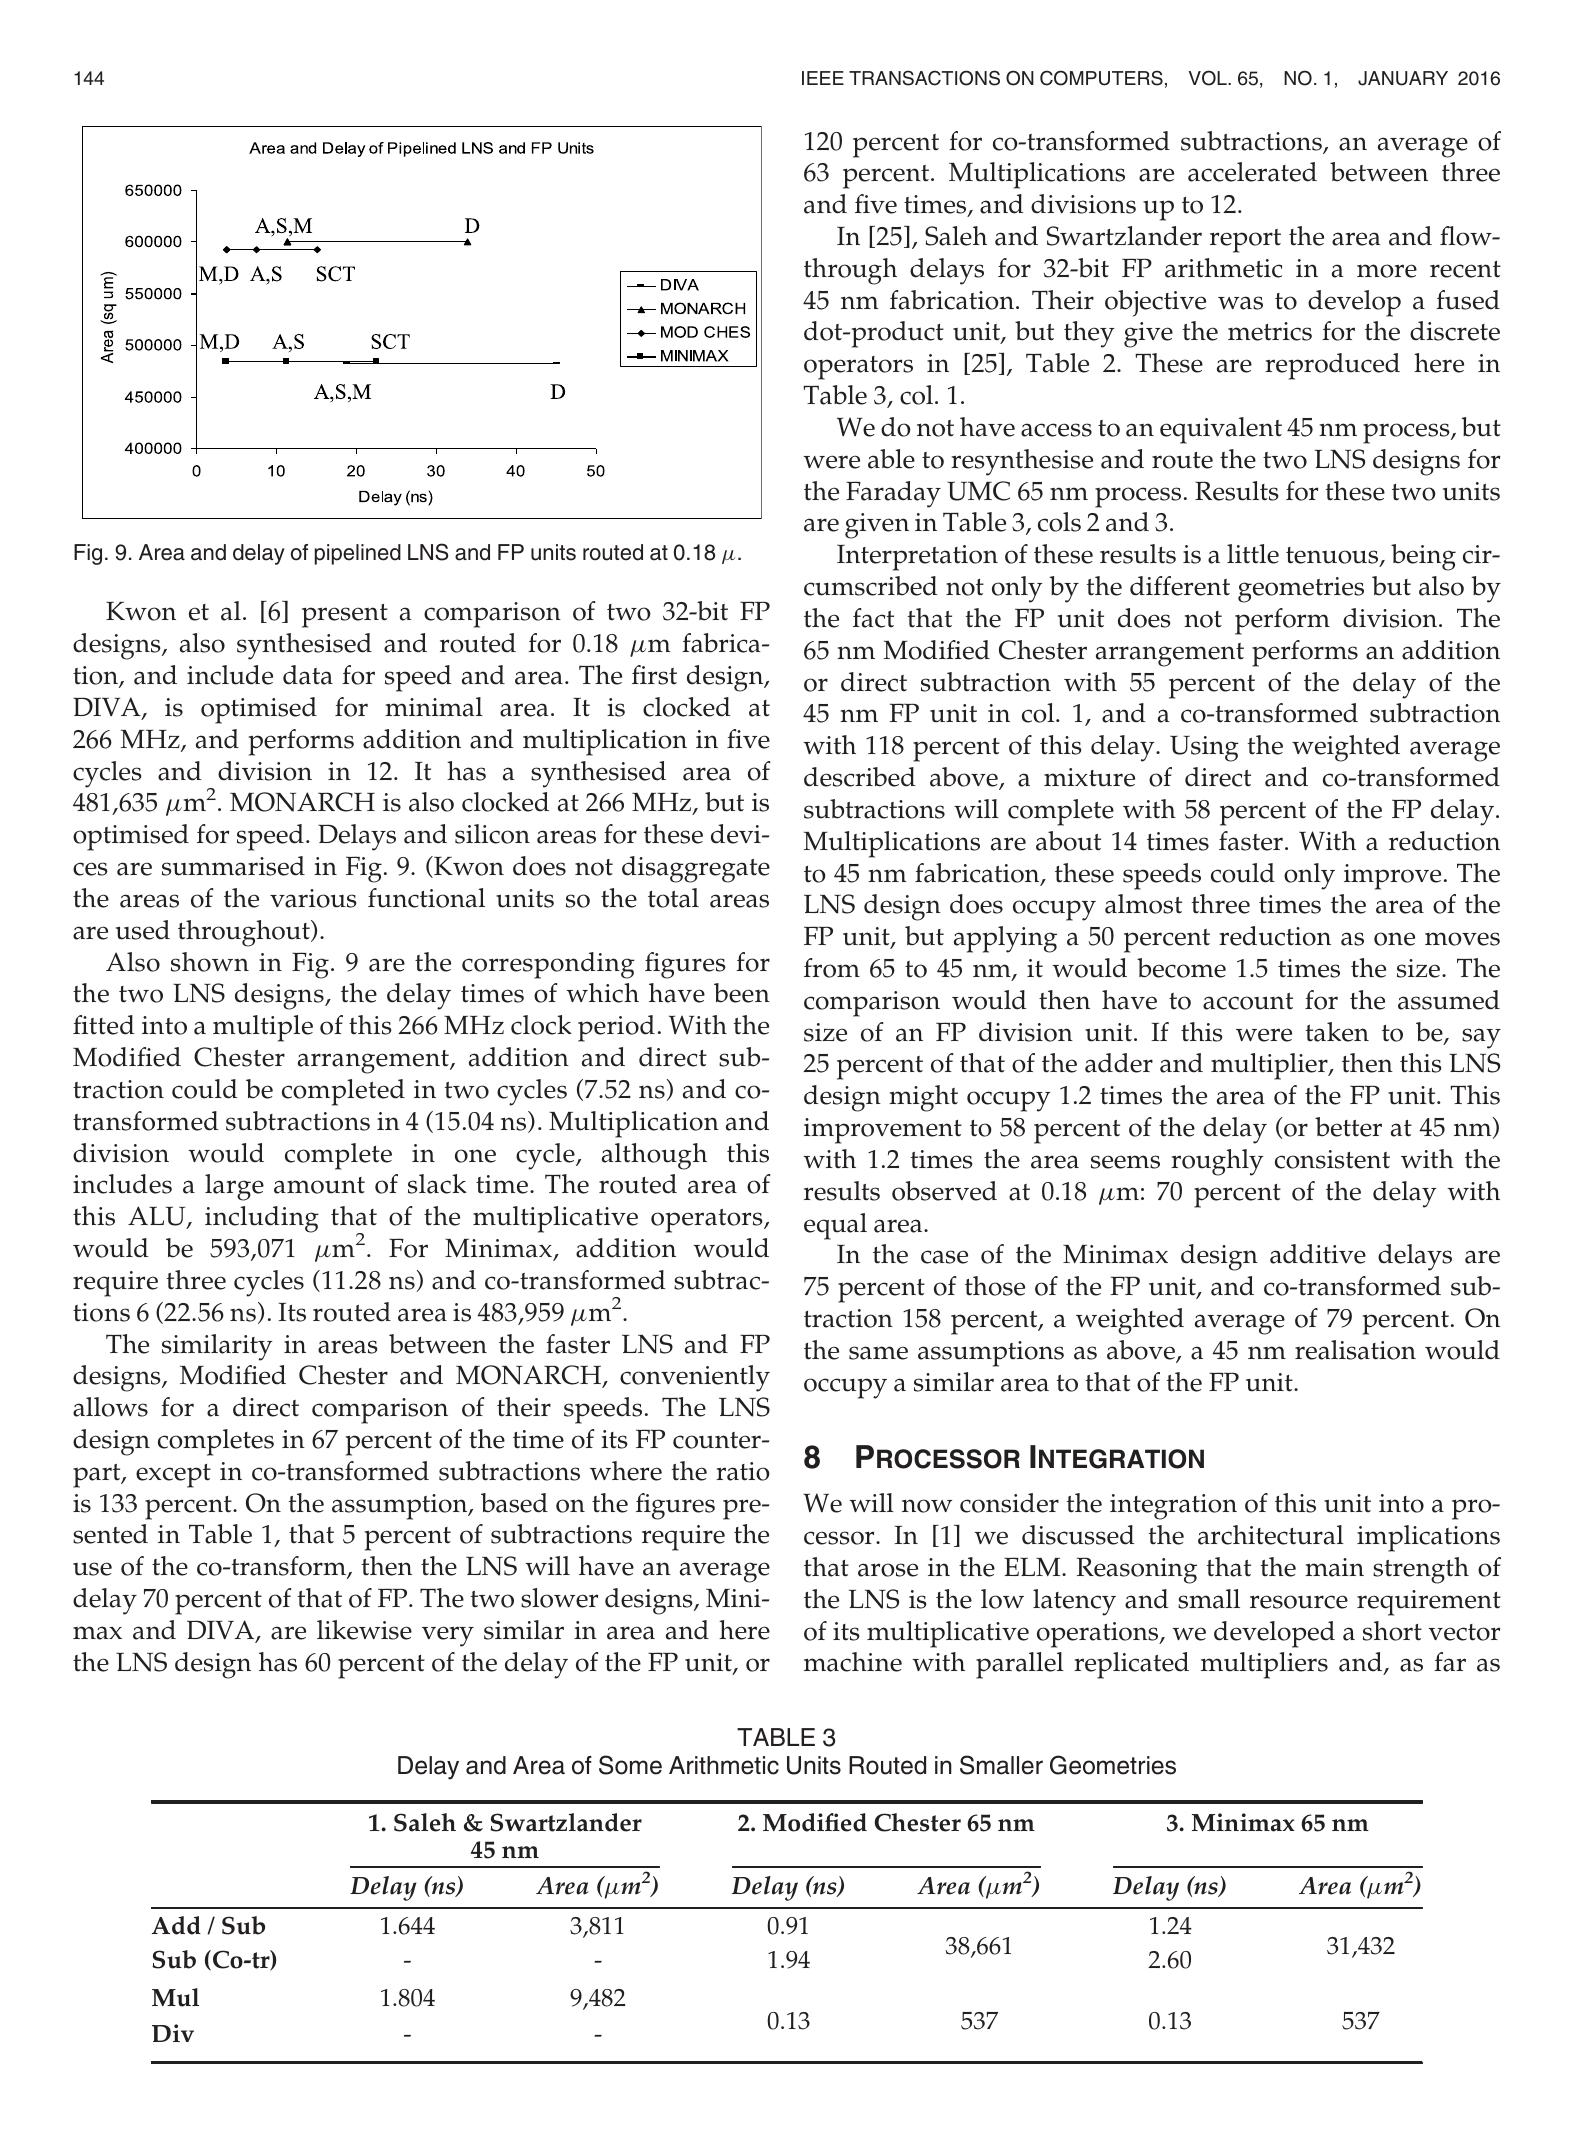 144
IEEE TRANSACTIONS ON COMPUTERS, VOL. 65, NO. 1, JANUARY 2016
Area and Delay of Pipelined LNS and FP Units
650000
600000
550000
500000
450000
400000
Area (sq um)
A,S,M
D
M,D A,S SCT
M,D A,S SCT
A,S,M
D
0 10 20 30 40 50
Delay (ns)
DIVA
MONARCH
MOD CHES
MINIMAX
Fig. 9. Area and delay of pipelined LNS and FP units routed at 0.18 μ.
Kwon et al. [6] present a comparison of two 32-bit FP
designs, also synthesised and routed for 0.18 μm fabrica-
tion, and include data for speed and area. The first design,
DIVA, is optimised for minimal area. It is clocked at
266 MHz, and performs addition and multiplication in five
cycles and division in 12. It has a synthesised area of
481,635 μm². MONARCH is also clocked at 266 MHz, but is
optimised for speed. Delays and silicon areas for these devi-
ces are summarised in Fig. 9. (Kwon does not disaggregate
the areas of the various functional units so the total areas
are used throughout).
Also shown in Fig. 9 are the corresponding figures for
the two LNS designs, the delay times of which have been
fitted into a multiple of this 266 MHz clock period. With the
Modified Chester arrangement, addition and direct sub-
traction could be completed in two cycles (7.52 ns) and co-
transformed subtractions in 4 (15.04 ns). Multiplication and
division would complete in one cycle, although this
includes a large amount of slack time. The routed area of
this ALU, including that of the multiplicative operators,
would be 593,071 μm². For Minimax, addition would
require three cycles (11.28 ns) and co-transformed subtrac-
tions 6 (22.56 ns). Its routed area is 483,959 μm².
The similarity in areas between the faster LNS and FP
designs, Modified Chester and MONARCH, conveniently
allows for a direct comparison of their speeds. The LNS
design completes in 67 percent of the time of its FP counter-
part, except in co-transformed subtractions where the ratio
is 133 percent. On the assumption, based on the figures pre-
sented in Table 1, that 5 percent of subtractions require the
use of the co-transform, then the LNS will have an average
delay 70 percent of that of FP. The two slower designs, Mini-
max and DIVA, are likewise very similar in area and here
the LNS design has 60 percent of the delay of the FP unit, or
120 percent for co-transformed subtractions, an average of
63 percent. Multiplications are accelerated between three
and five times, and divisions up to 12.
In [25], Saleh and Swartzlander report the area and flow-
through delays for 32-bit FP arithmetic in a more recent
45 nm fabrication. Their objective was to develop a fused
dot-product unit, but they give the metrics for the discrete
operators in [25], Table 2. These are reproduced here in
Table 3, col. 1.
We do not have access to an equivalent 45 nm process, but
were able to resynthesise and route the two LNS designs for
the Faraday UMC 65 nm process. Results for these two units
are given in Table 3, cols 2 and 3.
Interpretation of these results is a little tenuous, being cir-
cumscribed not only by the different geometries but also by
the fact that the FP unit does not perform division. The
65 nm Modified Chester arrangement performs an addition
or direct subtraction with 55 percent of the delay of the
45 nm FP unit in col. 1, and a co-transformed subtraction
with 118 percent of this delay. Using the weighted average
described above, a mixture of direct and co-transformed
subtractions will complete with 58 percent of the FP delay.
Multiplications are about 14 times faster. With a reduction
to 45 nm fabrication, these speeds could only improve. The
LNS design does occupy almost three times the area of the
FP unit, but applying a 50 percent reduction as one moves
from 65 to 45 nm, it would become 1.5 times the size. The
comparison would then have to account for the assumed
size of an FP division unit. If this were taken to be, say
25 percent of that of the adder and multiplier, then this LNS
design might occupy 1.2 times the area of the FP unit. This
improvement to 58 percent of the delay (or better at 45 nm)
with 1.2 times the area seems roughly consistent with the
results observed at 0.18 μm: 70 percent of the delay with
equal area.
In the case of the Minimax design additive delays are
75 percent of those of the FP unit, and co-transformed sub-
traction 158 percent, a weighted average of 79 percent. On
the same assumptions as above, a 45 nm realisation would
occupy a similar area to that of the FP unit.
8 PROCESSOR INTEGRATION
We will now consider the integration of this unit into a pro-
cessor. In [1] we discussed the architectural implications
that arose in the ELM. Reasoning that the main strength of
the LNS is the low latency and small resource requirement
of its multiplicative operations, we developed a short vector
machine with parallel replicated multipliers and, as far as
TABLE 3
Delay and Area of Some Arithmetic Units Routed in Smaller Geometries
1. Saleh & Swartzlander 2. Modified Chester 65 nm 3. Minimax 65 nm
45 nm
Delay (ns) Area (μm²) Delay (ns) Area (μm²) Delay (ns) Area (μm²)
Add / Sub 1.644 3,811 0.91 38,661 1.24 31,432
Sub (Co-tr) - - 1.94 2.60
Mul 1.804 9,482 0.13 537 0.13 537
Div - -